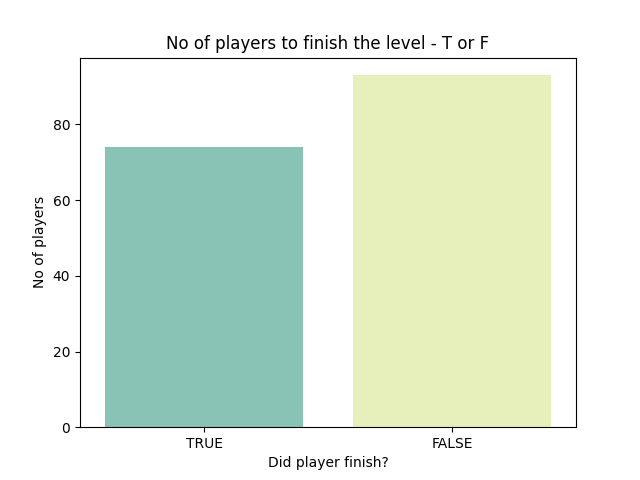 No of players to finish the level - T or F
No of players
80
60
40
20
0
TRUE FALSE
Did player finish?